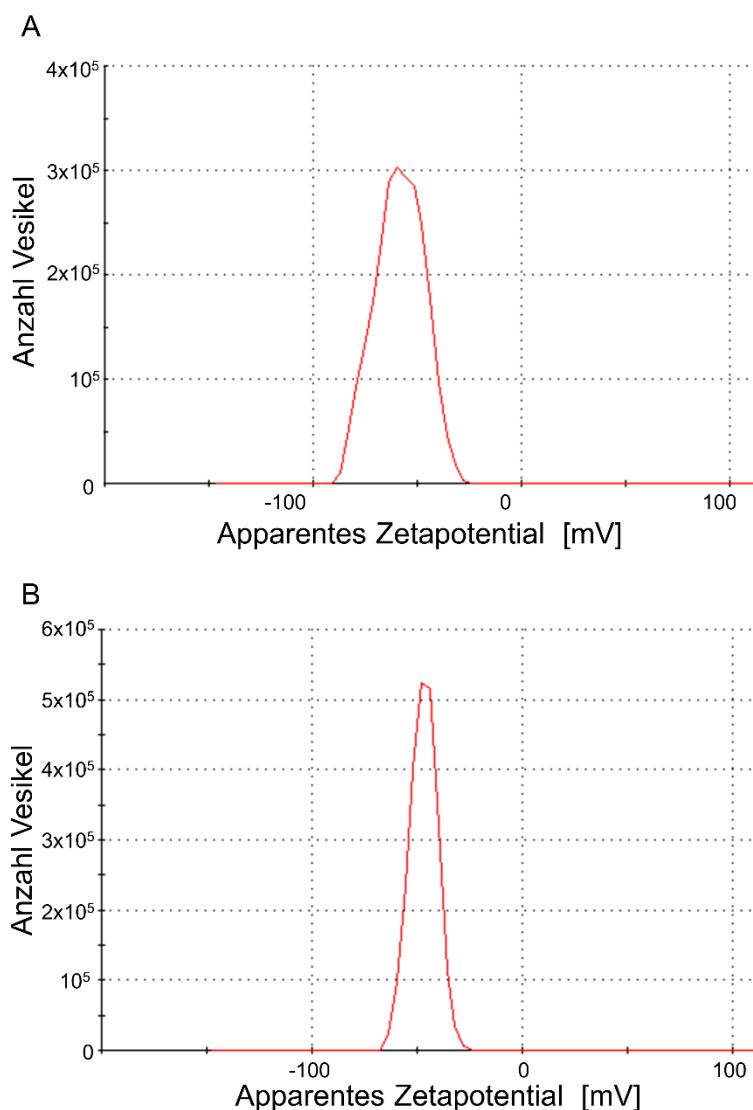 A
4x10⁵
3x10⁵
2x10⁵
10⁵
0
Anzahl Vesikel
-100 0 100
Apparentes Zetapotential [mV]
B
6x10⁵
5x10⁵
4x10⁵
3x10⁵
2x10⁵
10⁵
0
Anzahl Vesikel
-100 0 100
Apparentes Zetapotential [mV]